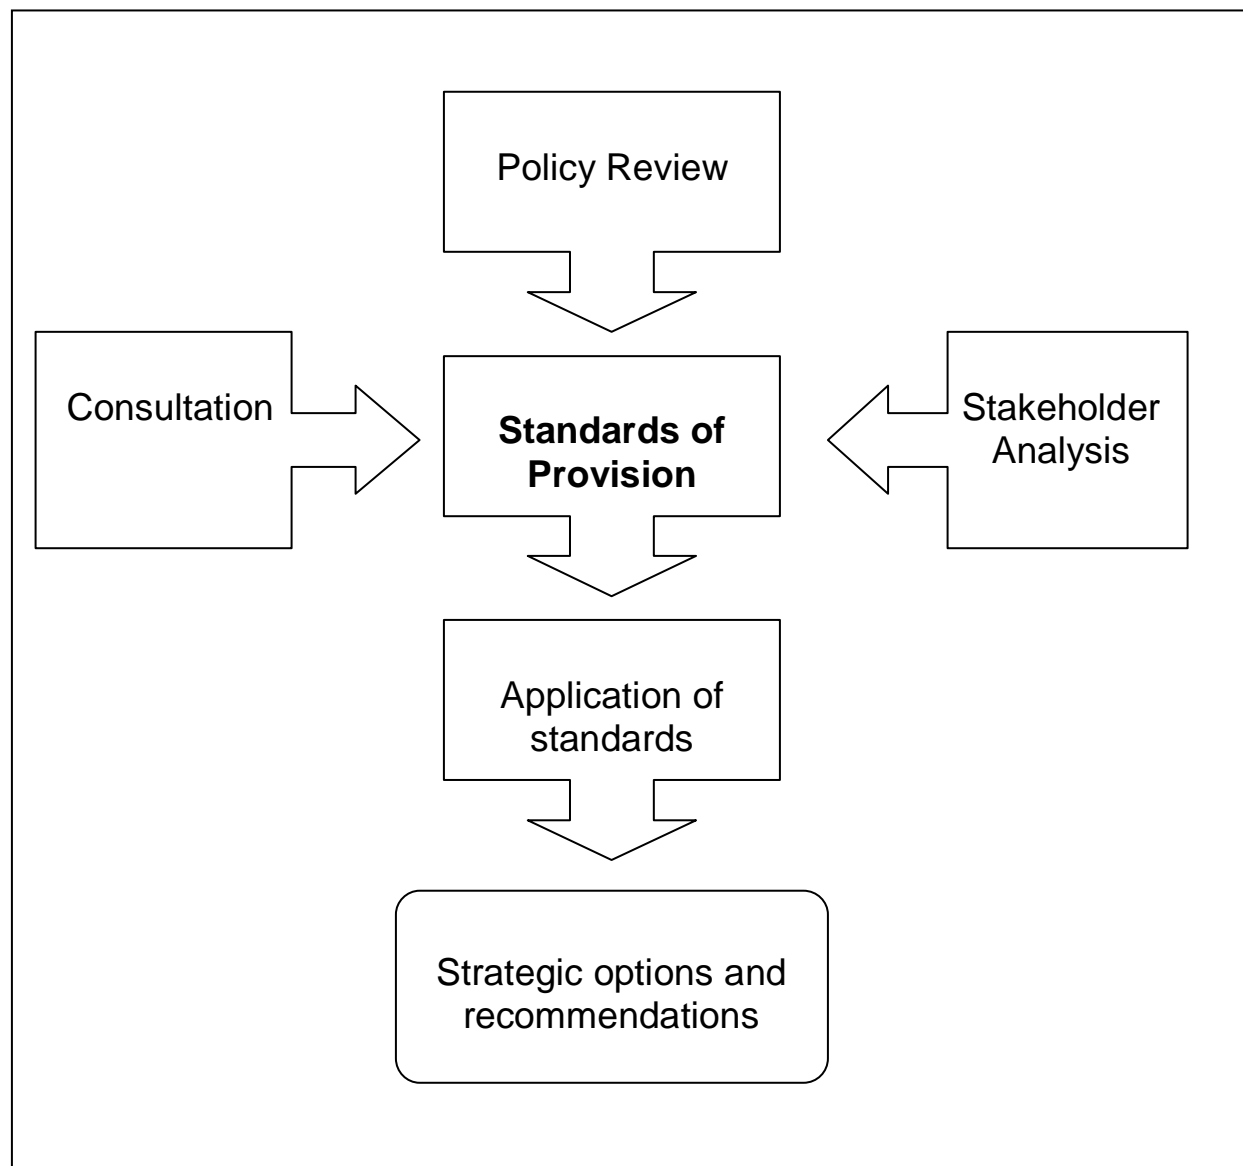 Policy Review
Consultation
Standards of
Provision
Stakeholder
Analysis
Application of
standards
Strategic options and
recommendations